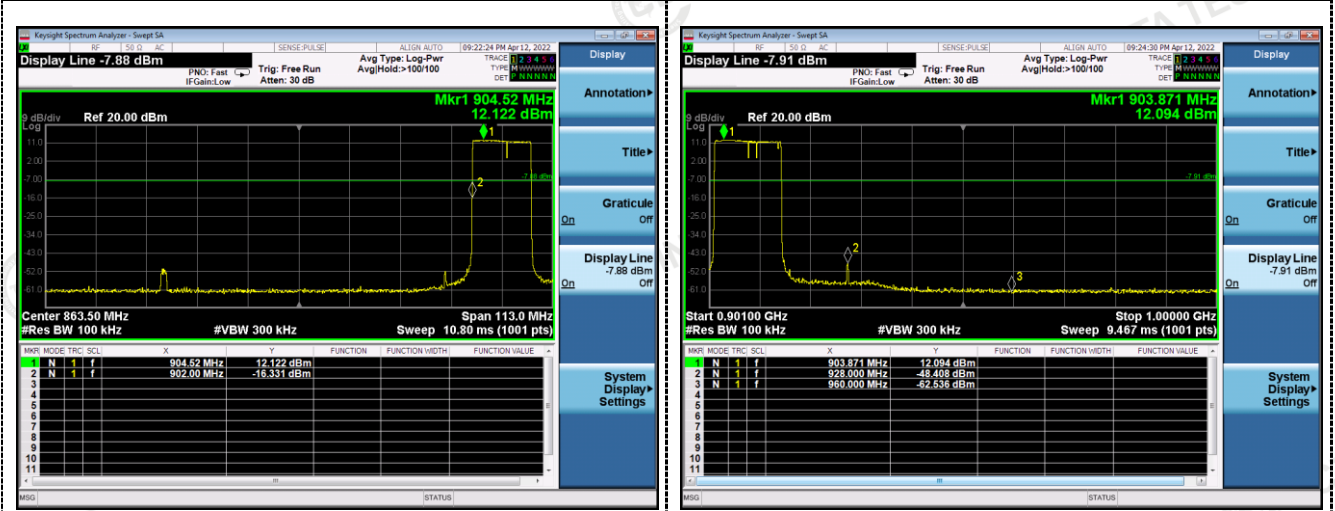 Keysight Spectrum Analyzer - Swept SA
RF 50 Ω AC SENSE:PULSE ALIGN AUTO 09:22:24 PM Apr 12, 2022
Display Line -7.88 dBm
PNO: Fast
IFGain:Low
Trig: Free Run
Atten: 30 dB
Avg Type: Log-Pwr
Avg|Hold:>100/100
TRACE 1 2 3 4 5 6
TYPE M W W W W W
DET P N N N N N
Mkr1 904.52 MHz
12.122 dBm
9 dB/div
Log
Ref 20.00 dBm
1
11.0
2.00
-7.00
-7.88 dBm
2
-16.0
-25.0
-34.0
-43.0
-52.0
-61.0
Center 863.50 MHz Span 113.0 MHz
#Res BW 100 kHz #VBW 300 kHz Sweep 10.80 ms (1001 pts)
MKR MODE TRC SCL X Y FUNCTION FUNCTION WIDTH FUNCTION VALUE
1 N 1 f 904.52 MHz 12.122 dBm
2 N 1 f 902.00 MHz -16.331 dBm
3
4
5
6
7
8
9
10
11
MSG STATUS
Display
Annotation
Title
Graticule
On Off
Display Line
-7.88 dBm
On Off
System
Display
Settings
Keysight Spectrum Analyzer - Swept SA
RF 50 Ω AC SENSE:PULSE ALIGN AUTO 09:24:30 PM Apr 12, 2022
Display Line -7.91 dBm
PNO: Fast
IFGain:Low
Trig: Free Run
Atten: 30 dB
Avg Type: Log-Pwr
Avg|Hold:>100/100
TRACE 1 2 3 4 5 6
TYPE M W W W W W
DET P N N N N N
Mkr1 903.871 MHz
12.094 dBm
9 dB/div
Log
Ref 20.00 dBm
1
11.0
2.00
-7.00
-7.91 dBm
-16.0
-25.0
-34.0
-43.0
2
-52.0
3
-61.0
Start 0.90100 GHz Stop 1.00000 GHz
#Res BW 100 kHz #VBW 300 kHz Sweep 9.467 ms (1001 pts)
MKR MODE TRC SCL X Y FUNCTION FUNCTION WIDTH FUNCTION VALUE
1 N 1 f 903.871 MHz 12.094 dBm
2 N 1 f 928.000 MHz -48.408 dBm
3 N 1 f 960.000 MHz -62.536 dBm
4
5
6
7
8
9
10
11
MSG STATUS
Display
Annotation
Title
Graticule
On Off
Display Line
-7.91 dBm
On Off
System
Display
Settings